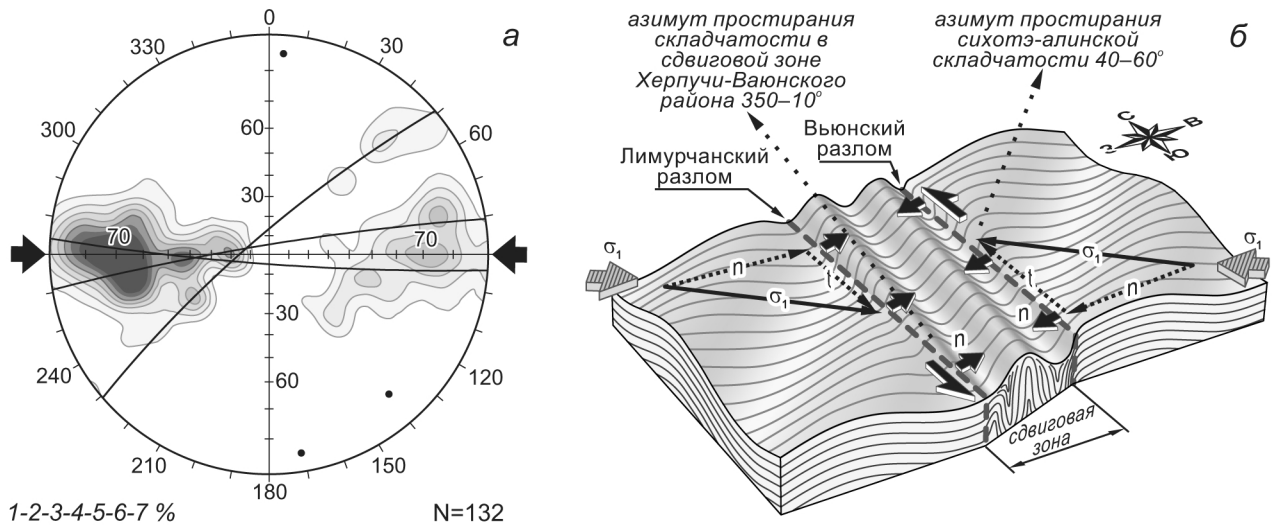 а
0
30
60
120
150
180
210
240
300
330
60
30
30
60
70
70
1-2-3-4-5-6-7 %
N=132
б
азимут простирания
складчатости в
сдвиговой зоне
Херпучи-Ваюнского
района 350–10°
азимут простирания
сихотэ-алинской
складчатости 40–60°
Вьюнский
разлом
Лимурчанский
разлом
С
В
Ю
З
σ₁
n
σ₁
t
n
σ₁
σ₁
t
n
n
сдвиговая
зона